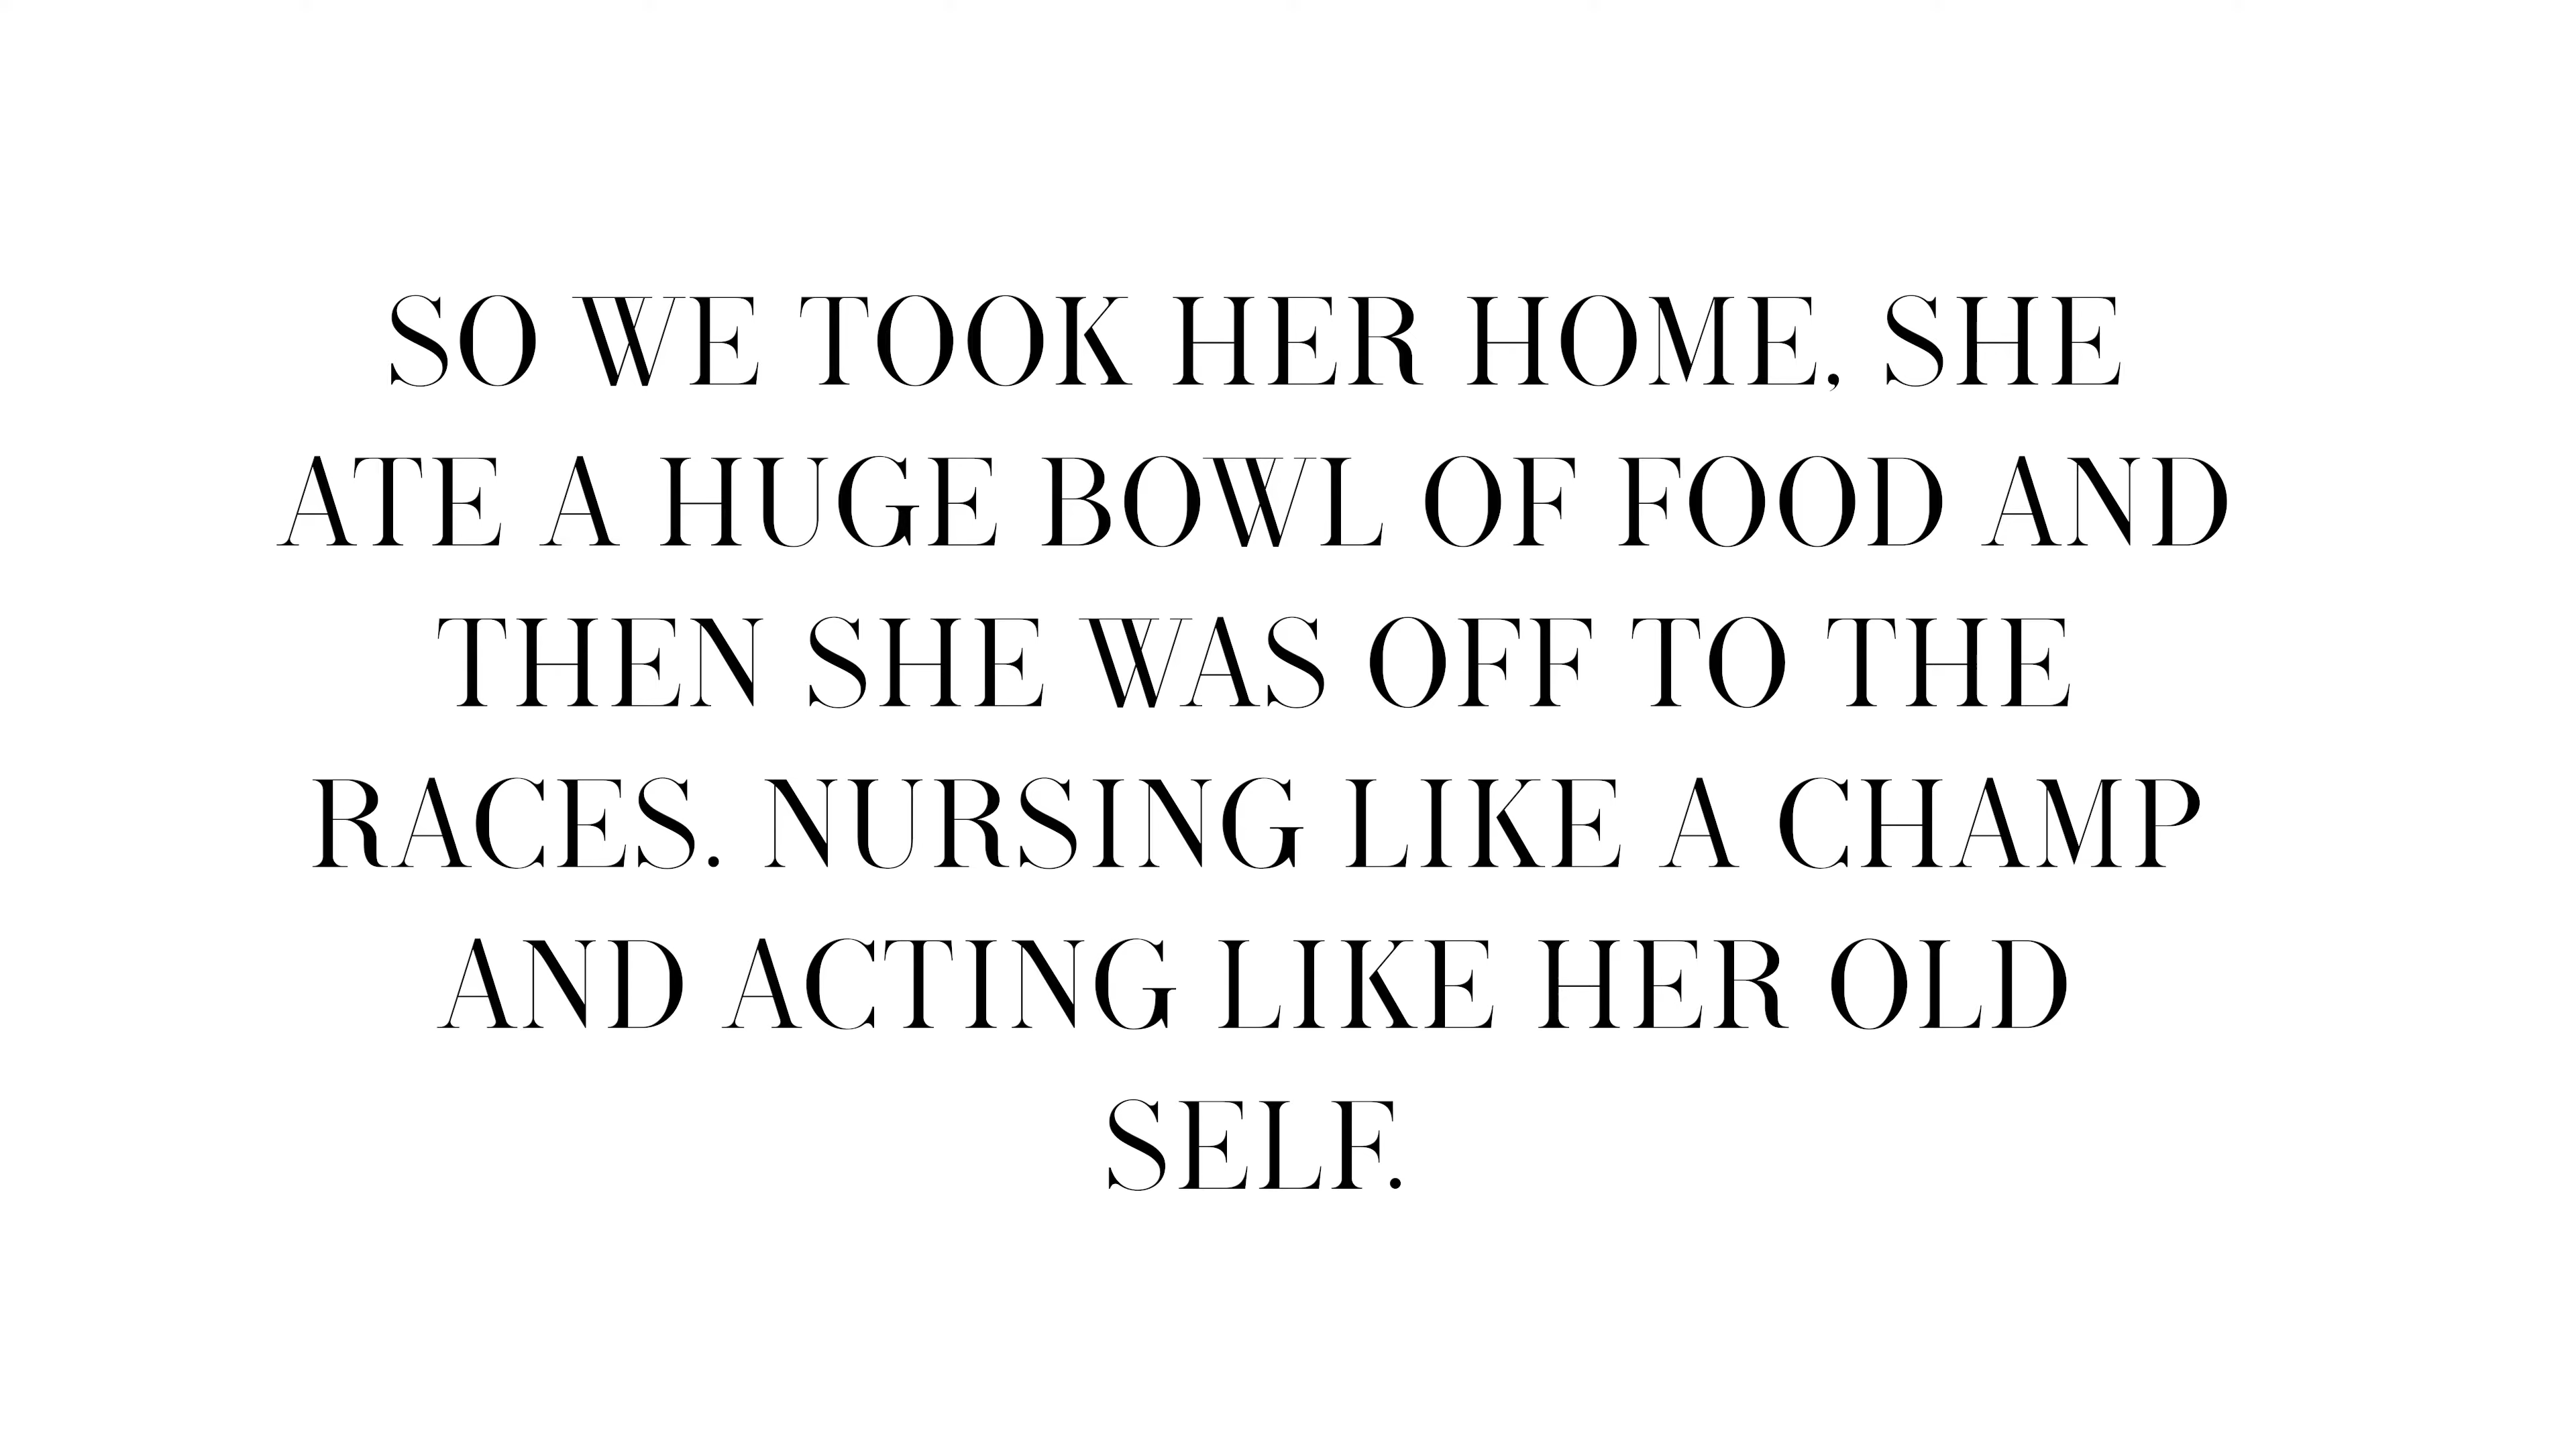 SO WE TOOK HER HOME, SHE
ATE A HUGE BOWL OF FOOD AND
THEN SHE WAS OFF TO THE
RACES. NURSING LIKE A CHAMP
AND ACTING LIKE HER OLD
SELF.